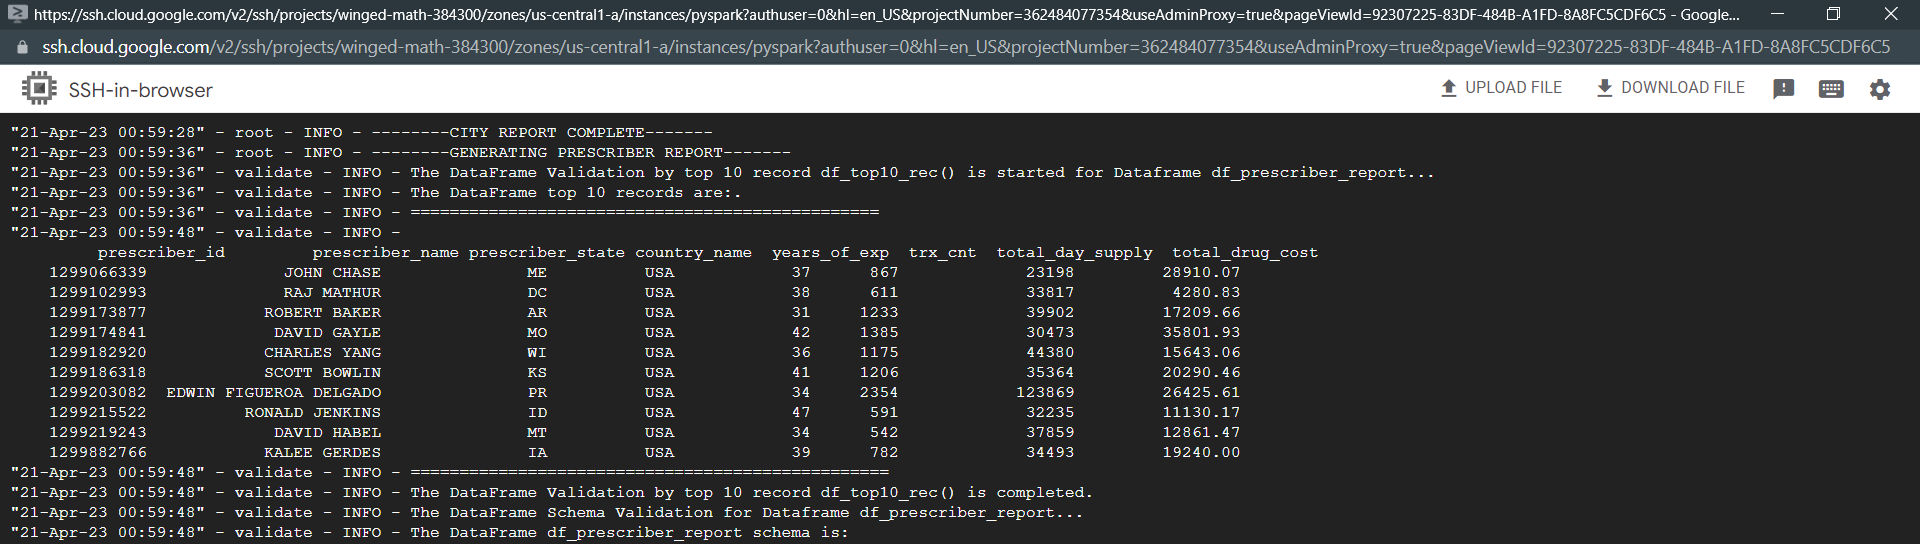 https://ssh.cloud.google.com/v2/ssh/projects/winged-math-384300/zones/us-central1-a/instances/pyspark?authuser=0&hl=en_US&projectNumber=362484077354&useAdminProxy=true&pageViewId=92307225-83DF-484B-A1FD-8A8FC5CDF6C5 - Google...
ssh.cloud.google.com/v2/ssh/projects/winged-math-384300/zones/us-central1-a/instances/pyspark?authuser=0&hl=en_US&projectNumber=362484077354&useAdminProxy=true&pageViewId=92307225-83DF-484B-A1FD-8A8FC5CDF6C5
SSH-in-browser UPLOAD FILE DOWNLOAD FILE
"21-Apr-23 00:59:28" - root - INFO - --------CITY REPORT COMPLETE-------
"21-Apr-23 00:59:36" - root - INFO - --------GENERATING PRESCRIBER REPORT-------
"21-Apr-23 00:59:36" - validate - INFO - The DataFrame Validation by top 10 record df_top10_rec() is started for Dataframe df_prescriber_report...
"21-Apr-23 00:59:36" - validate - INFO - The DataFrame top 10 records are:.
"21-Apr-23 00:59:36" - validate - INFO - ================================================
"21-Apr-23 00:59:48" - validate - INFO -
prescriber_id prescriber_name prescriber_state country_name years_of_exp trx_cnt total_day_supply total_drug_cost
1299066339 JOHN CHASE ME USA 37 867 23198 28910.07
1299102993 RAJ MATHUR DC USA 38 611 33817 4280.83
1299173877 ROBERT BAKER AR USA 31 1233 39902 17209.66
1299174841 DAVID GAYLE MO USA 42 1385 30473 35801.93
1299182920 CHARLES YANG WI USA 36 1175 44380 15643.06
1299186318 SCOTT BOWLIN KS USA 41 1206 35364 20290.46
1299203082 EDWIN FIGUEROA DELGADO PR USA 34 2354 123869 26425.61
1299215522 RONALD JENKINS ID USA 47 591 32235 11130.17
1299219243 DAVID HABEL MT USA 34 542 37859 12861.47
1299882766 KALEE GERDES IA USA 39 782 34493 19240.00
"21-Apr-23 00:59:48" - validate - INFO - =================================================
"21-Apr-23 00:59:48" - validate - INFO - The DataFrame Validation by top 10 record df_top10_rec() is completed.
"21-Apr-23 00:59:48" - validate - INFO - The DataFrame Schema Validation for Dataframe df_prescriber_report...
"21-Apr-23 00:59:48" - validate - INFO - The DataFrame df_prescriber_report schema is: